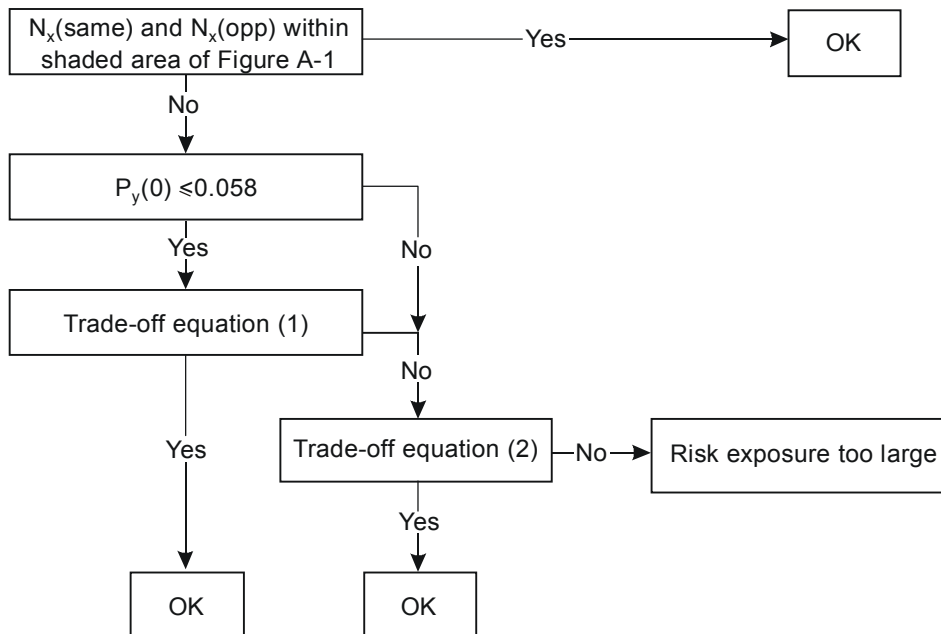 Nₓ(same) and Nₓ(opp) within
shaded area of Figure A-1
Yes
OK
No
Pᵧ(0) ⩽0.058
Yes
No
Trade-off equation (1)
No
Yes
Trade-off equation (2)
No
Risk exposure too large
Yes
OK
OK